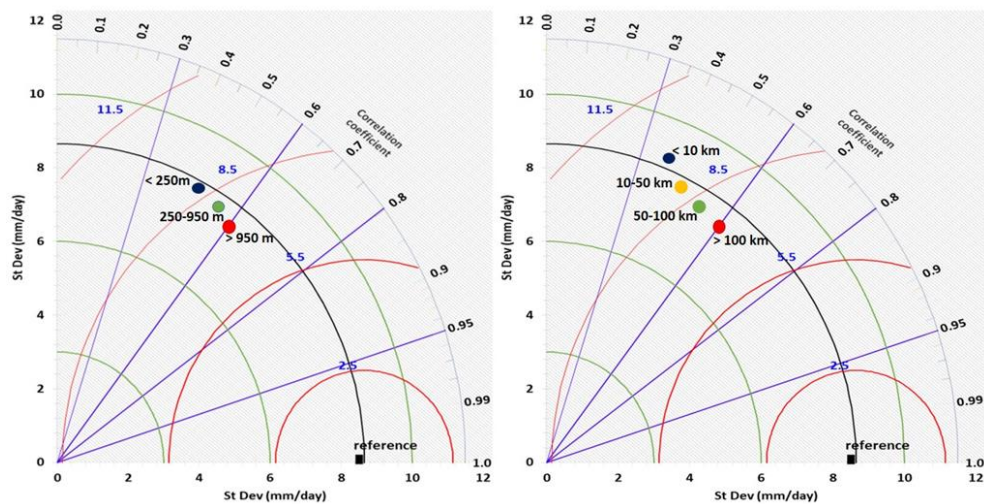 12
10
8
6
4
2
0
St Dev (mm/day)
0.0
0.1
0.2
0.3
0.4
0.5
0.6
0.7
0.8
0.9
0.95
0.99
1.0
Correlation
coefficient
11.5
8.5
5.5
2.5
< 250m
250-950 m
> 950 m
reference
0 2 4 6 8 10 12
St Dev (mm/day)
12
10
8
6
4
2
0
St Dev (mm/day)
0.0
0.1
0.2
0.3
0.4
0.5
0.6
0.7
0.8
0.9
0.95
0.99
1.0
Correlation
coefficient
11.5
8.5
5.5
2.5
< 10 km
10-50 km
50-100 km
> 100 km
reference
0 2 4 6 8 10 12
St Dev (mm/day)